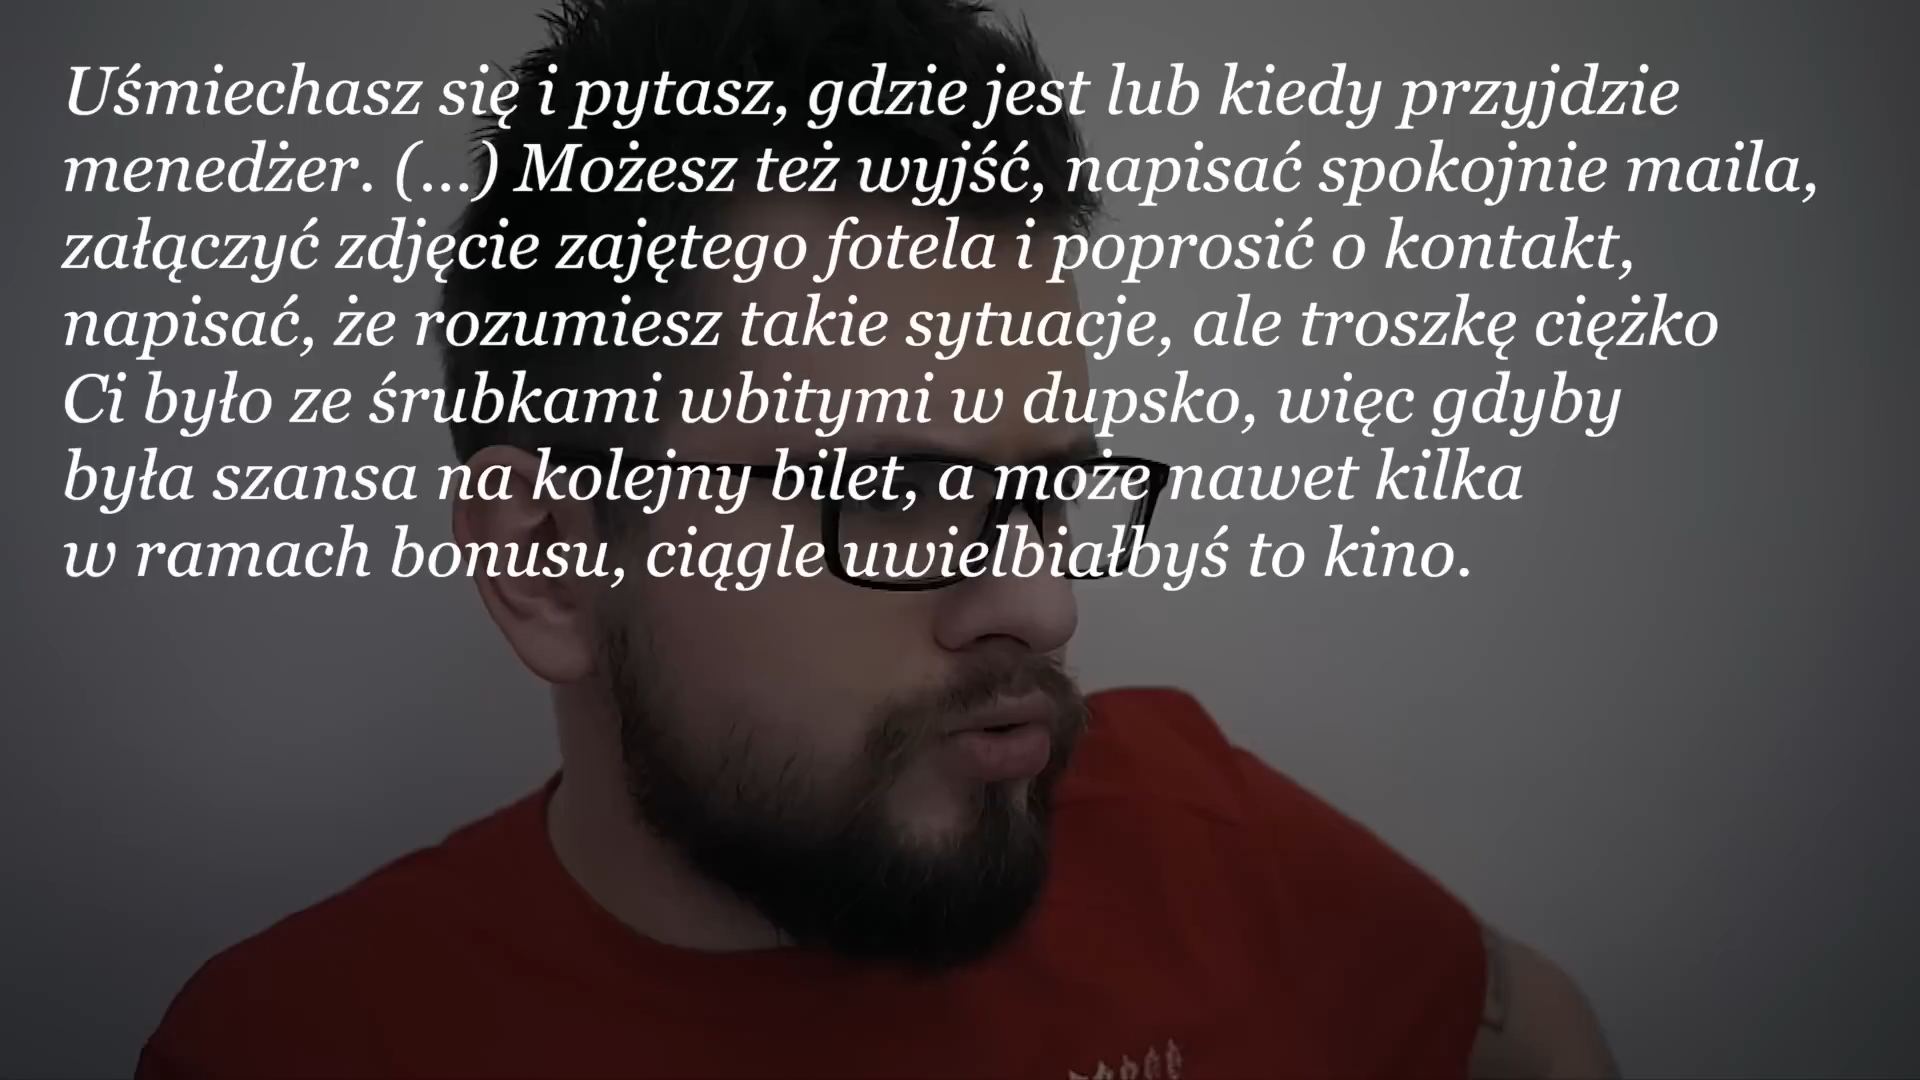 Uśmiechasz się i pytasz, gdzie jest lub kiedy przyjdzie
menedżer. (...) Możesz też wyjść, napisać spokojnie maila,
załączyć zdjęcie zajętego fotela i poprosić o kontakt,
napisać, że rozumiesz takie sytuacje, ale troszkę ciężko
Ci było ze śrubkami wbitymi w dupsko, więc gdyby
była szansa na kolejny bilet, a może nawet kilka
w ramach bonusu, ciągle uwielbiałbyś to kino.